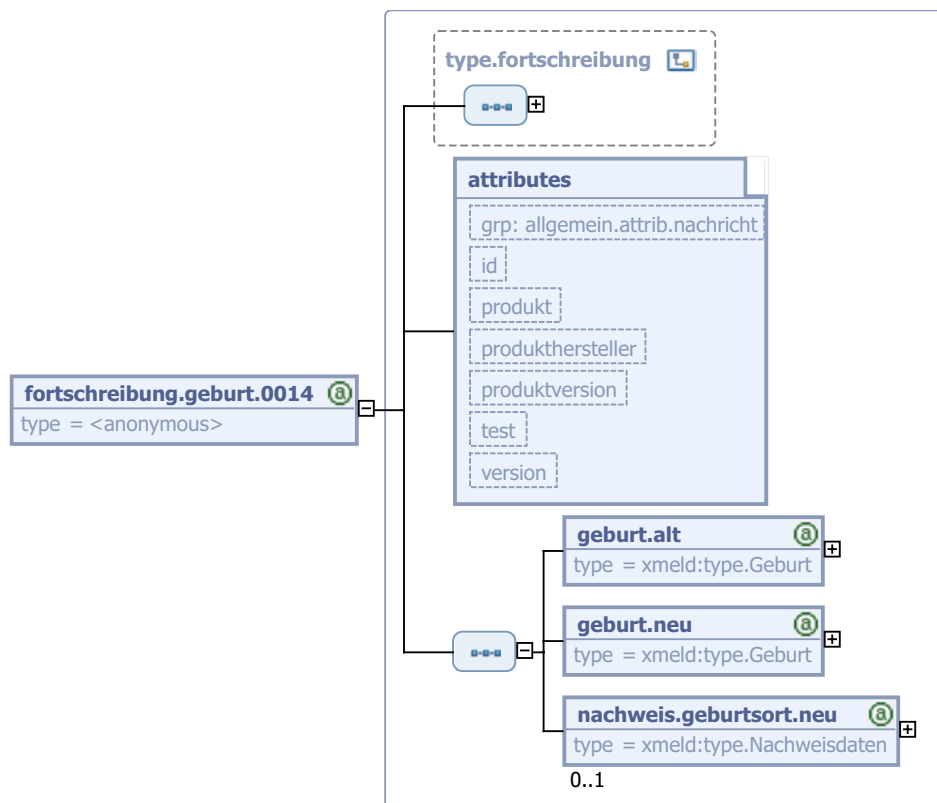 type.fortschreibung
attributes
grp: allgemein.attrib.nachricht
id
produkt
produkthersteller
produktversion
test
version
fortschreibung.geburt.0014
type = <anonymous>
geburt.alt
type = xmeld:type.Geburt
geburt.neu
type = xmeld:type.Geburt
nachweis.geburtsort.neu
type = xmeld:type.Nachweisdaten
0..1